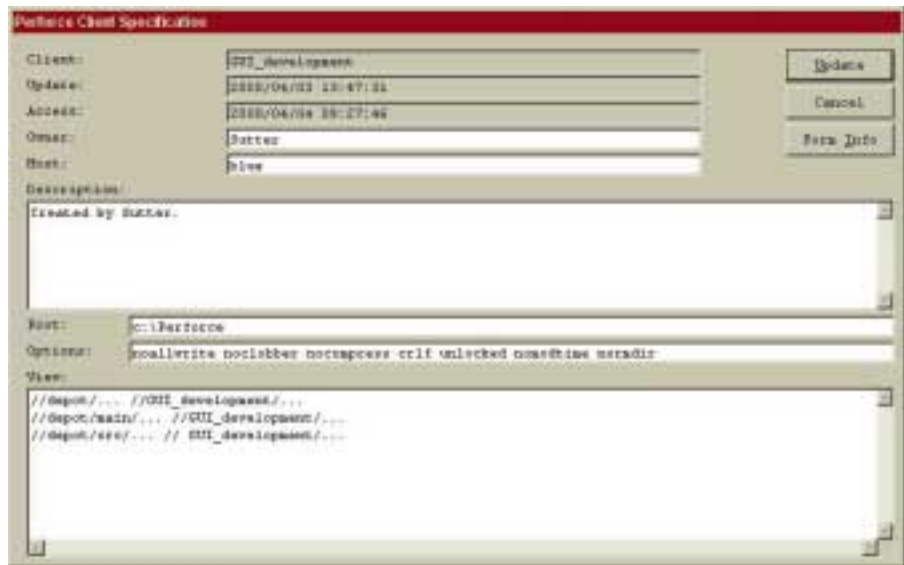 Perforce Client Specification
Client: GUI_development
Update
Update:
Access:
Cancel
Owner: Sutter
Form Info
Host: blue
Description:
Created by Sutter.
Root: c:\Perforce
Options: noallwrite noclobber nocompress crlf unlocked nomodtime normdir
View:
//depot/... //GUI_development/...
//depot/main/... //GUI_development/...
//depot/src/... // GUI_development/...